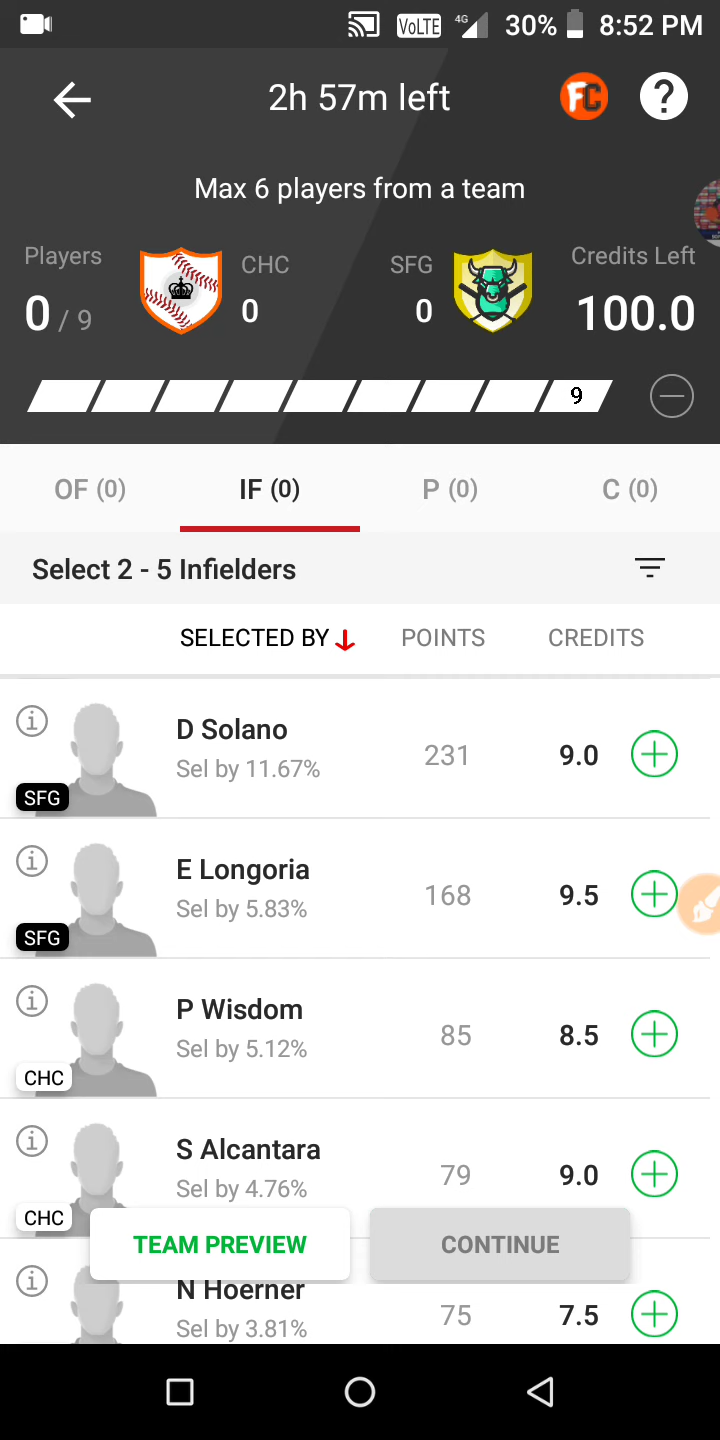 VoLTE 4G 30% 8:52 PM
2h 57m left FC ?
Max 6 players from a team
Players CHC SFG Credits Left
0 / 9 0 0 100.0
9
OF (0) IF (0) P (0) C (0)
Select 2 - 5 Infielders
SELECTED BY POINTS CREDITS
D Solano
Sel by 11.67% 231 9.0
SFG
E Longoria
Sel by 5.83% 168 9.5
SFG
P Wisdom
Sel by 5.12% 85 8.5
CHC
S Alcantara
Sel by 4.76% 79 9.0
CHC
TEAM PREVIEW CONTINUE
N Hoerner
Sel by 3.81% 75 7.5